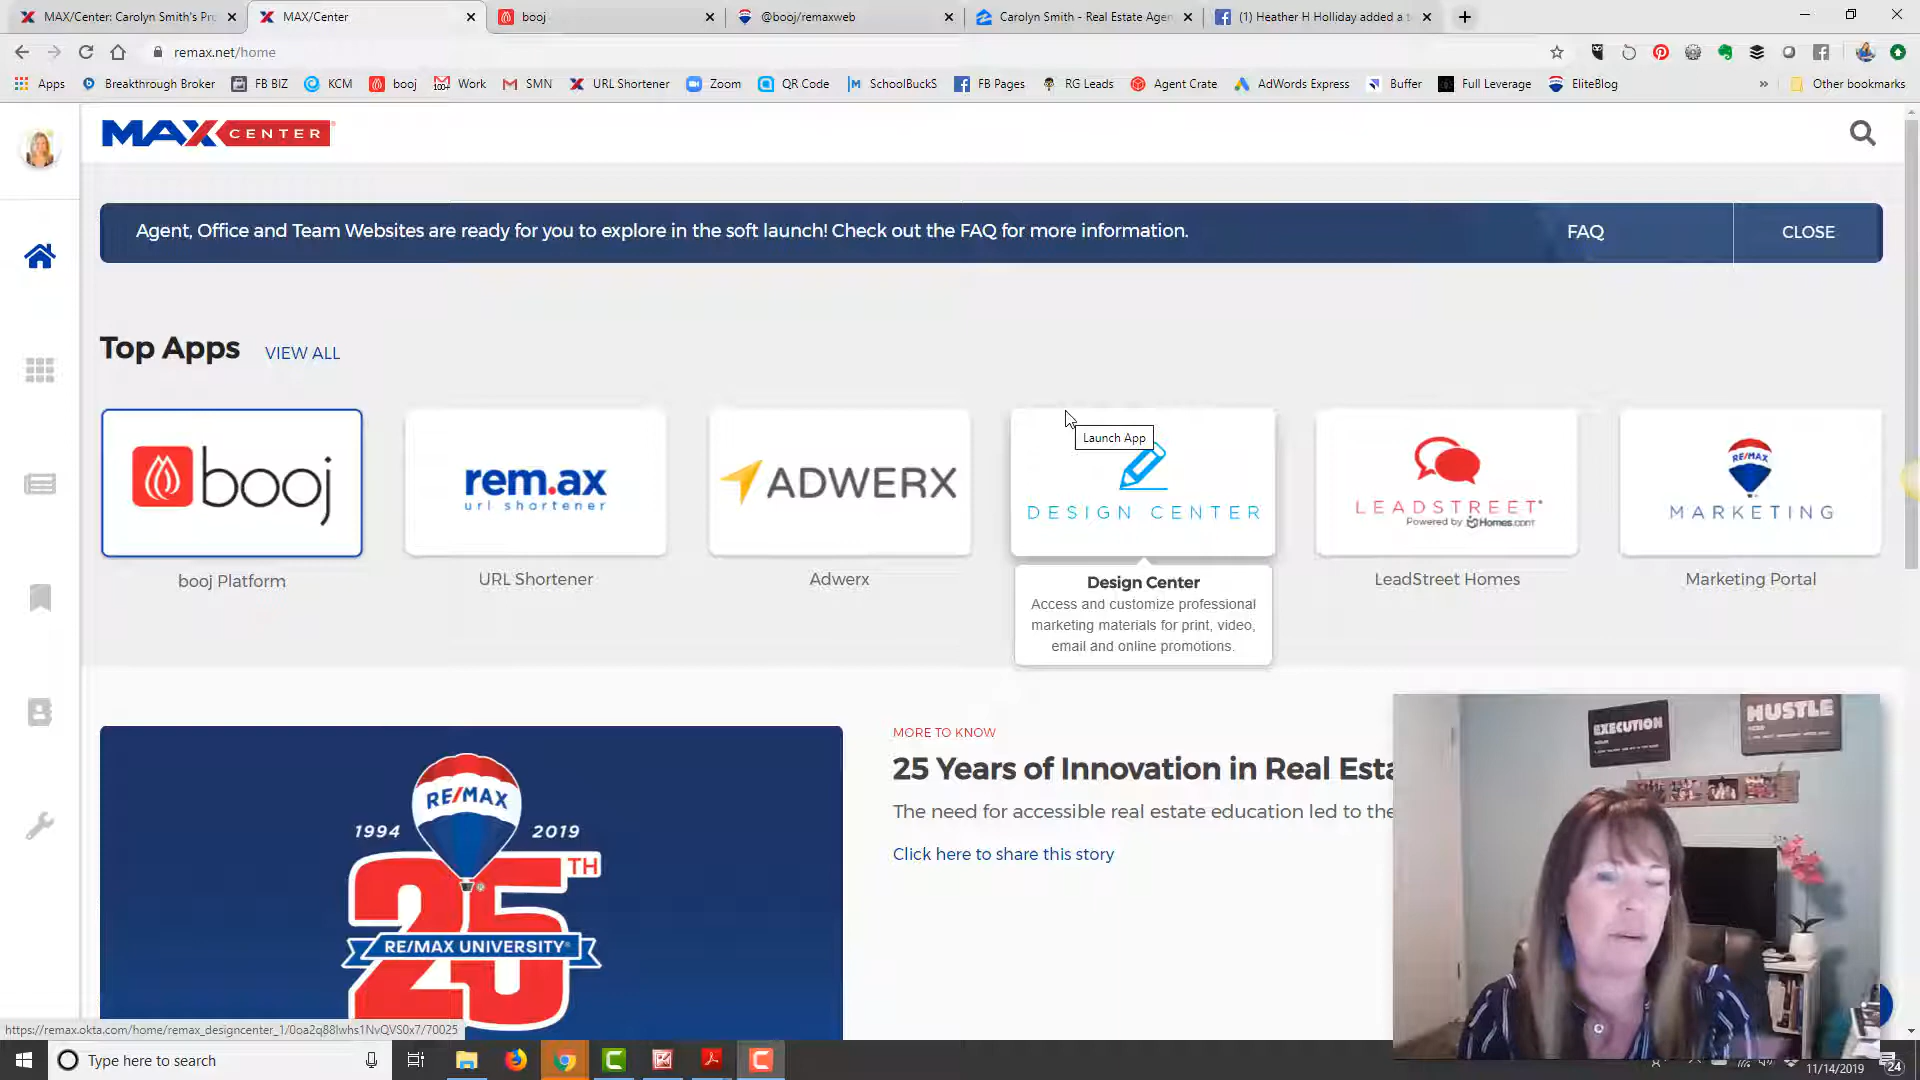 MAX/Center: Carolyn Smith's Pr
MAX/Center
booj
@booj/remaxweb
Carolyn Smith - Real Estate Agen
(1) Heather H Holliday added a t
remax.net/home
Apps
Breakthrough Broker
FB BIZ
KCM
booj
Work
SMN
URL Shortener
Zoom
QR Code
SchoolBuckS
FB Pages
RG Leads
Agent Crate
AdWords Express
Buffer
Full Leverage
EliteBlog
Other bookmarks
MAX CENTER
Agent, Office and Team Websites are ready for you to explore in the soft launch! Check out the FAQ for more information.
FAQ
CLOSE
Top Apps
VIEW ALL
booj
rem.ax
url shortener
ADWERX
Launch App
DESIGN CENTER
LEADSTREET
Powered by Homes.com
RE/MAX
MARKETING
booj Platform
URL Shortener
Adwerx
Design Center
Access and customize professional
marketing materials for print, video,
email and online promotions.
LeadStreet Homes
Marketing Portal
RE/MAX
1994
2019
25TH
RE/MAX UNIVERSITY
MORE TO KNOW
25 Years of Innovation in Real Esta
The need for accessible real estate education led to the
Click here to share this story
EXECUTION
HUSTLE
https://remax.okta.com/home/remax_designcenter_1/0oa2q88lwhs1NvQVS0x7/70025
Type here to search
11/14/2019
24